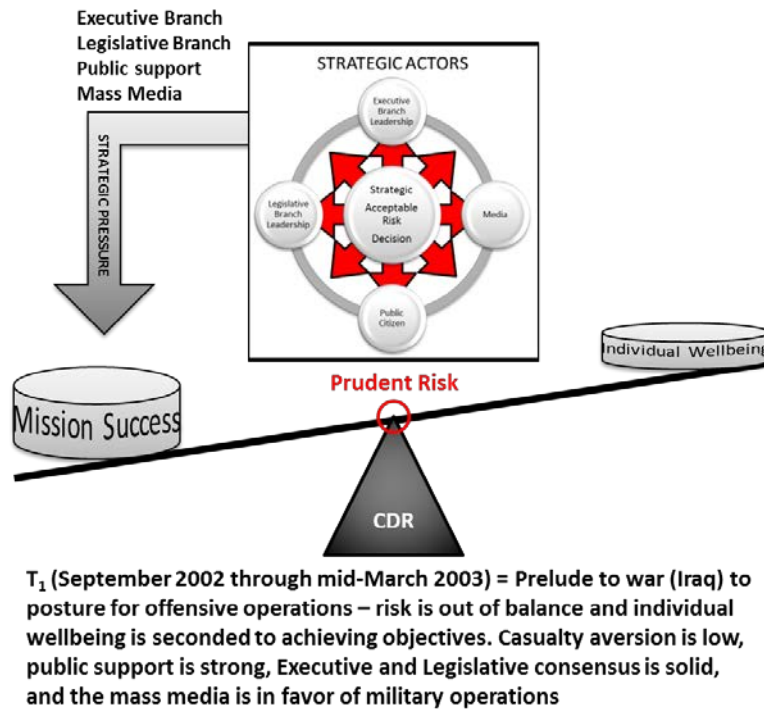 Executive Branch
Legislative Branch
Public support
Mass Media
STRATEGIC PRESSURE
STRATEGIC ACTORS
Executive
Branch
Leadership
Legislative
Branch
Leadership
Strategic
Acceptable
Risk
Decision
Media
Public
Citizen
Individual Wellbeing
Prudent Risk
Mission Success
CDR
T1 (September 2002 through mid-March 2003) = Prelude to war (Iraq) to
posture for offensive operations – risk is out of balance and individual
wellbeing is seconded to achieving objectives. Casualty aversion is low,
public support is strong, Executive and Legislative consensus is solid,
and the mass media is in favor of military operations